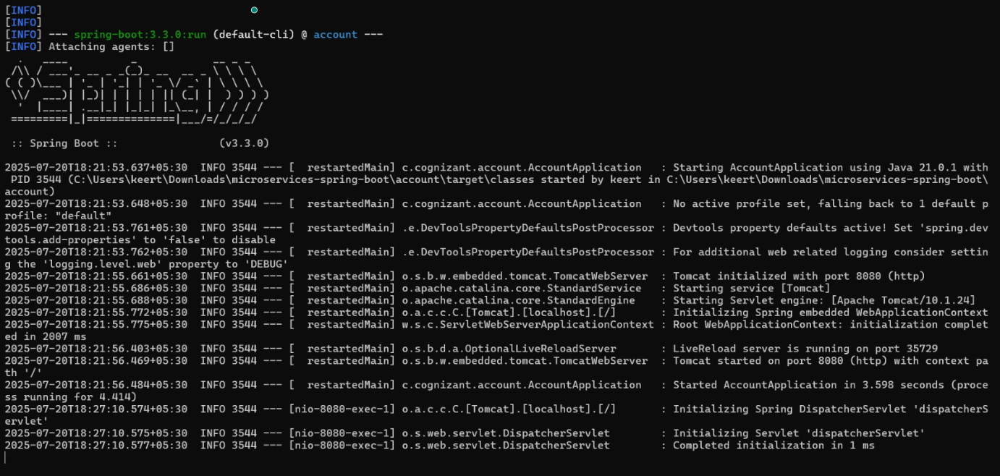 [INFO]
[INFO]
[INFO] --- spring-boot:3.3.0:run (default-cli) @ account ---
[INFO] Attaching agents: []
  .   ____          _            __ _ _
 /\\ / ___'_ __ _ _(_)_ __  __ _ \ \ \ \
( ( )\___ | '_ | '_| | '_ \/ _` | \ \ \ \
 \\/  ___)| |_)| | | | | || (_| |  ) ) ) )
  '  |____| .__|_| |_|_| |_\__, | / / / /
 =========|_|==============|___/=/_/_/_/
 :: Spring Boot ::                (v3.3.0)
2025-07-20T18:21:53.637+05:30  INFO 3544 --- [  restartedMain] c.cognizant.account.AccountApplication   : Starting AccountApplication using Java 21.0.1 with
 PID 3544 (C:\Users\keert\Downloads\microservices-spring-boot\account\target\classes started by keert in C:\Users\keert\Downloads\microservices-spring-boot\
account)
2025-07-20T18:21:53.648+05:30  INFO 3544 --- [  restartedMain] c.cognizant.account.AccountApplication   : No active profile set, falling back to 1 default p
rofile: "default"
2025-07-20T18:21:53.761+05:30  INFO 3544 --- [  restartedMain] .e.DevToolsPropertyDefaultsPostProcessor : Devtools property defaults active! Set 'spring.dev
tools.add-properties' to 'false' to disable
2025-07-20T18:21:53.762+05:30  INFO 3544 --- [  restartedMain] .e.DevToolsPropertyDefaultsPostProcessor : For additional web related logging consider settin
g the 'logging.level.web' property to 'DEBUG'
2025-07-20T18:21:55.661+05:30  INFO 3544 --- [  restartedMain] o.s.b.w.embedded.tomcat.TomcatWebServer  : Tomcat initialized with port 8080 (http)
2025-07-20T18:21:55.686+05:30  INFO 3544 --- [  restartedMain] o.apache.catalina.core.StandardService   : Starting service [Tomcat]
2025-07-20T18:21:55.688+05:30  INFO 3544 --- [  restartedMain] o.apache.catalina.core.StandardEngine    : Starting Servlet engine: [Apache Tomcat/10.1.24]
2025-07-20T18:21:55.772+05:30  INFO 3544 --- [  restartedMain] o.a.c.c.C.[Tomcat].[localhost].[/]       : Initializing Spring embedded WebApplicationContext
2025-07-20T18:21:55.775+05:30  INFO 3544 --- [  restartedMain] w.s.c.ServletWebServerApplicationContext : Root WebApplicationContext: initialization complet
ed in 2007 ms
2025-07-20T18:21:56.403+05:30  INFO 3544 --- [  restartedMain] o.s.b.d.a.OptionalLiveReloadServer       : LiveReload server is running on port 35729
2025-07-20T18:21:56.469+05:30  INFO 3544 --- [  restartedMain] o.s.b.w.embedded.tomcat.TomcatWebServer  : Tomcat started on port 8080 (http) with context pa
th '/'
2025-07-20T18:21:56.484+05:30  INFO 3544 --- [  restartedMain] c.cognizant.account.AccountApplication   : Started AccountApplication in 3.598 seconds (proce
ss running for 4.414)
2025-07-20T18:27:10.574+05:30  INFO 3544 --- [nio-8080-exec-1] o.a.c.c.C.[Tomcat].[localhost].[/]       : Initializing Spring DispatcherServlet 'dispatcherS
ervlet'
2025-07-20T18:27:10.575+05:30  INFO 3544 --- [nio-8080-exec-1] o.s.web.servlet.DispatcherServlet        : Initializing Servlet 'dispatcherServlet'
2025-07-20T18:27:10.577+05:30  INFO 3544 --- [nio-8080-exec-1] o.s.web.servlet.DispatcherServlet        : Completed initialization in 1 ms